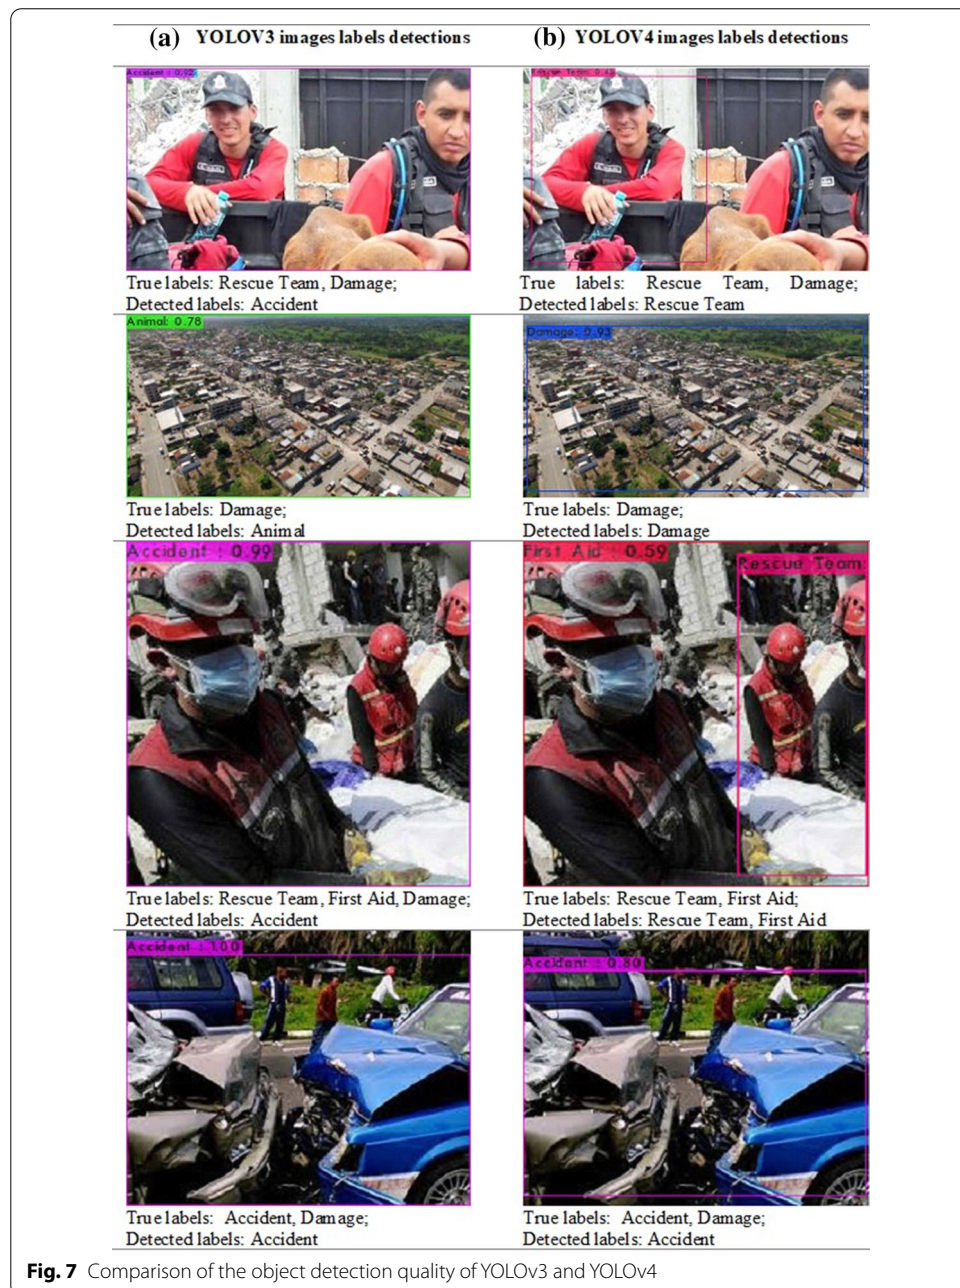 (a) YOLOV3 images labels detections
(b) YOLOV4 images labels detections
Accident : 0.92
Rescue Team
True labels: Rescue Team, Damage;
Detected labels: Accident
True labels: Rescue Team, Damage;
Detected labels: Rescue Team
Animal: 0.78
Damage: 0.93
True labels: Damage;
Detected labels: Animal
True labels: Damage;
Detected labels: Damage
Accident : 0.99
First Aid : 0.59
Rescue Team:
True labels: Rescue Team, First Aid, Damage;
Detected labels: Accident
True labels: Rescue Team, First Aid;
Detected labels: Rescue Team, First Aid
Accident : 1.00
Accident : 0.80
True labels: Accident, Damage;
Detected labels: Accident
True labels: Accident, Damage;
Detected labels: Accident
Fig. 7 Comparison of the object detection quality of YOLOv3 and YOLOv4